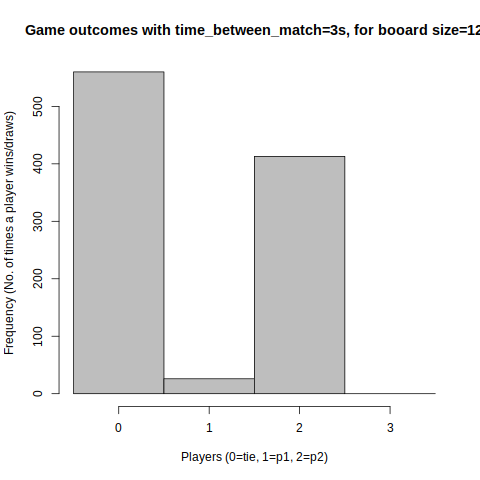 Game outcomes with time_between_match=3s, for booard size=12
Frequency (No. of times a player wins/draws)
500
400
300
200
100
0
0 1 2 3
Players (0=tie, 1=p1, 2=p2)